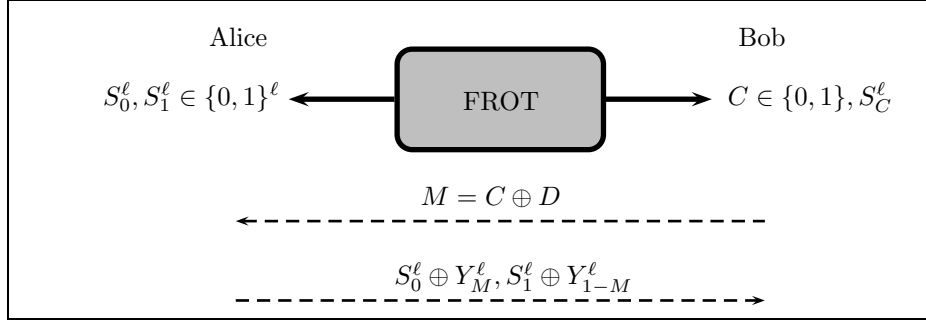 Alice Bob
S_0^ℓ, S_1^ℓ ∈ {0, 1}^ℓ FROT C ∈ {0, 1}, S_C^ℓ
M = C ⊕ D
S_0^ℓ ⊕ Y_M^ℓ, S_1^ℓ ⊕ Y_{1−M}^ℓ